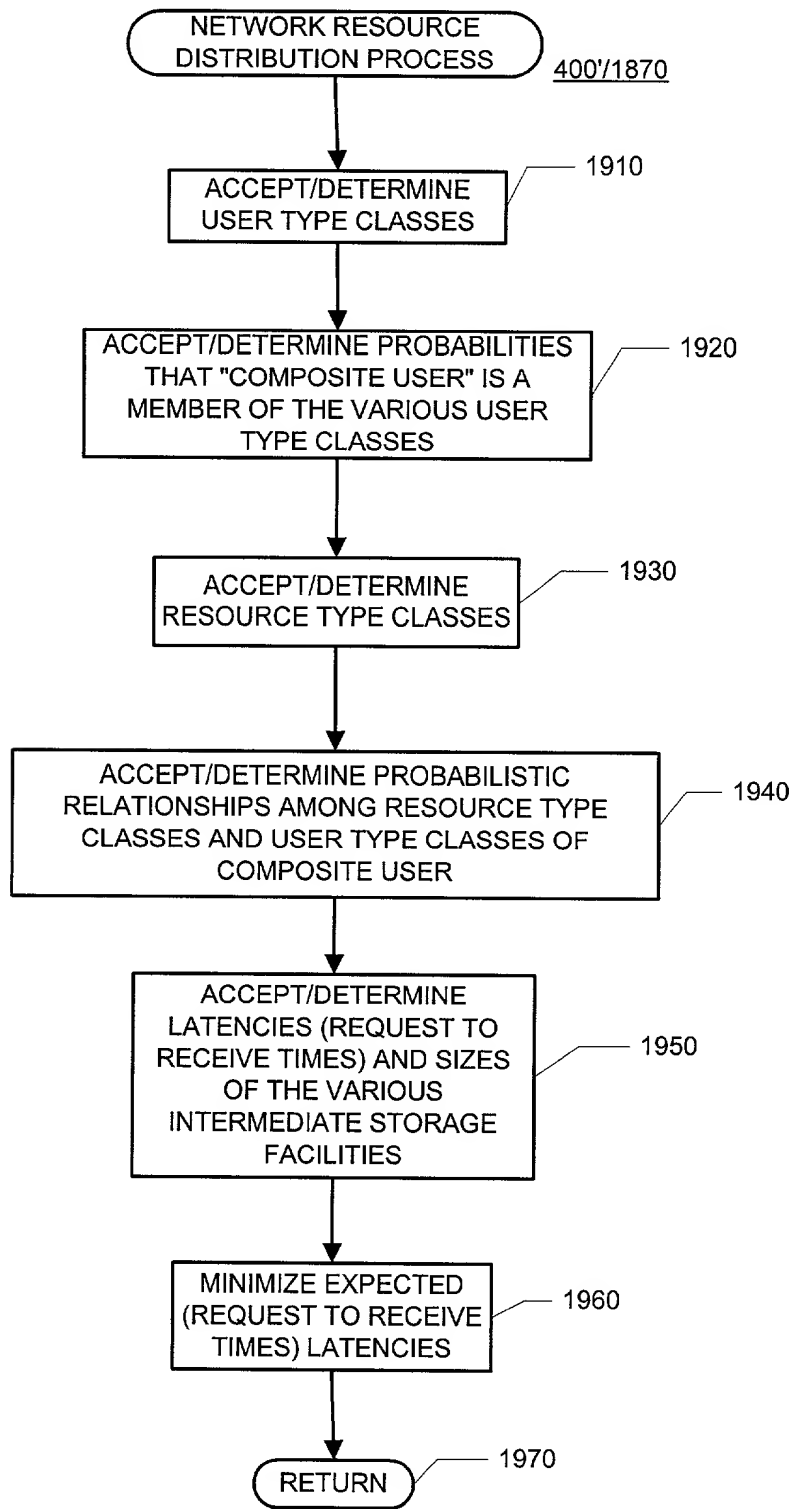 NETWORK RESOURCE
DISTRIBUTION PROCESS
400'/1870
ACCEPT/DETERMINE
USER TYPE CLASSES
1910
ACCEPT/DETERMINE PROBABILITIES
THAT "COMPOSITE USER" IS A
MEMBER OF THE VARIOUS USER
TYPE CLASSES
1920
ACCEPT/DETERMINE
RESOURCE TYPE CLASSES
1930
ACCEPT/DETERMINE PROBABILISTIC
RELATIONSHIPS AMONG RESOURCE TYPE
CLASSES AND USER TYPE CLASSES OF
COMPOSITE USER
1940
ACCEPT/DETERMINE
LATENCIES (REQUEST TO
RECEIVE TIMES) AND SIZES
OF THE VARIOUS
INTERMEDIATE STORAGE
FACILITIES
1950
MINIMIZE EXPECTED
(REQUEST TO RECEIVE
TIMES) LATENCIES
1960
RETURN
1970